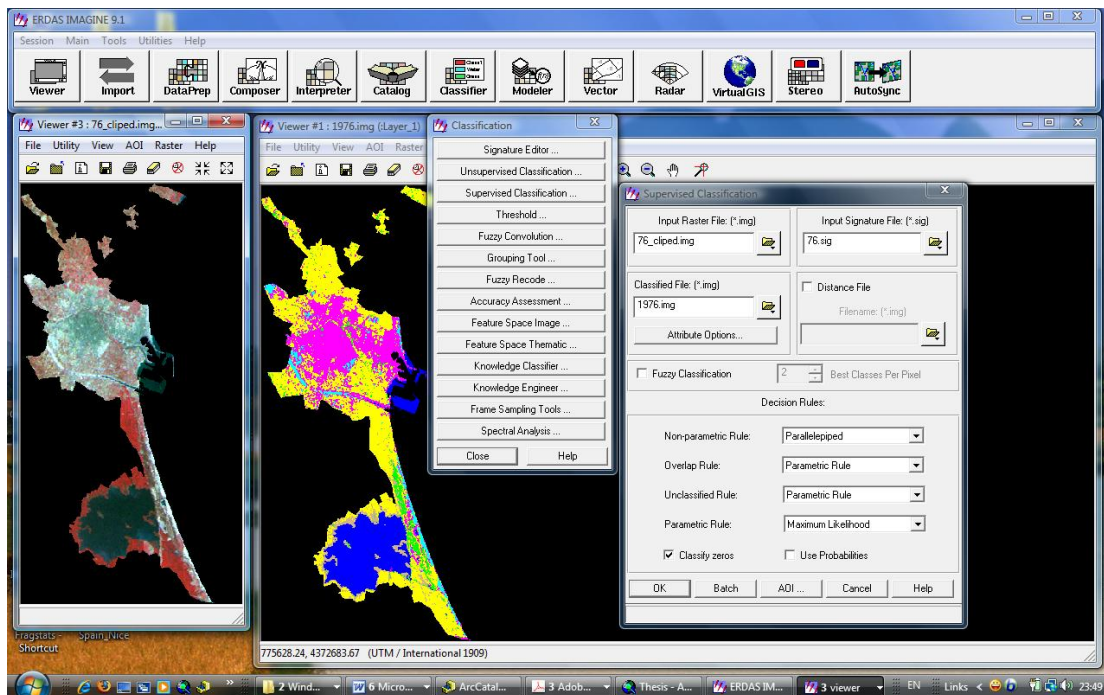 ERDAS IMAGINE 9.1
Session Main Tools Utilities Help
Viewer Import DataPrep Composer Interpreter Catalog Classifier Modeler Vector Radar VirtualGIS Stereo AutoSync
Viewer #3 : 76_cliped.img...
File Utility View AOI Raster Help
Viewer #1 : 1976.img (:Layer_1)
File Utility View AOI Raster
Classification
Signature Editor ...
Unsupervised Classification ...
Supervised Classification ...
Threshold ...
Fuzzy Convolution ...
Grouping Tool ...
Fuzzy Recode ...
Accuracy Assessment ...
Feature Space Image ...
Feature Space Thematic ...
Knowledge Classifier ...
Knowledge Engineer ...
Frame Sampling Tools ...
Spectral Analysis ...
Close Help
Supervised Classification
Input Raster File: (*.img) Input Signature File: (*.sig)
76_cliped.img 76.sig
Classified File: (*.img) Distance File
1976.img Filename: (*.img)
Attribute Options...
Fuzzy Classification 2 Best Classes Per Pixel
Decision Rules:
Non-parametric Rule: Parallelepiped
Overlap Rule: Parametric Rule
Unclassified Rule: Parametric Rule
Parametric Rule: Maximum Likelihood
Classify zeros Use Probabilities
OK Batch AOI ... Cancel Help
Fragstats - Spain_Nice
Shortcut
775628.24, 4372683.67 (UTM / International 1909)
2 Wind... 6 Micro... ArcCatal... 3 Adob... Thesis - A... ERDAS IM... 3 viewer EN Links 23:49